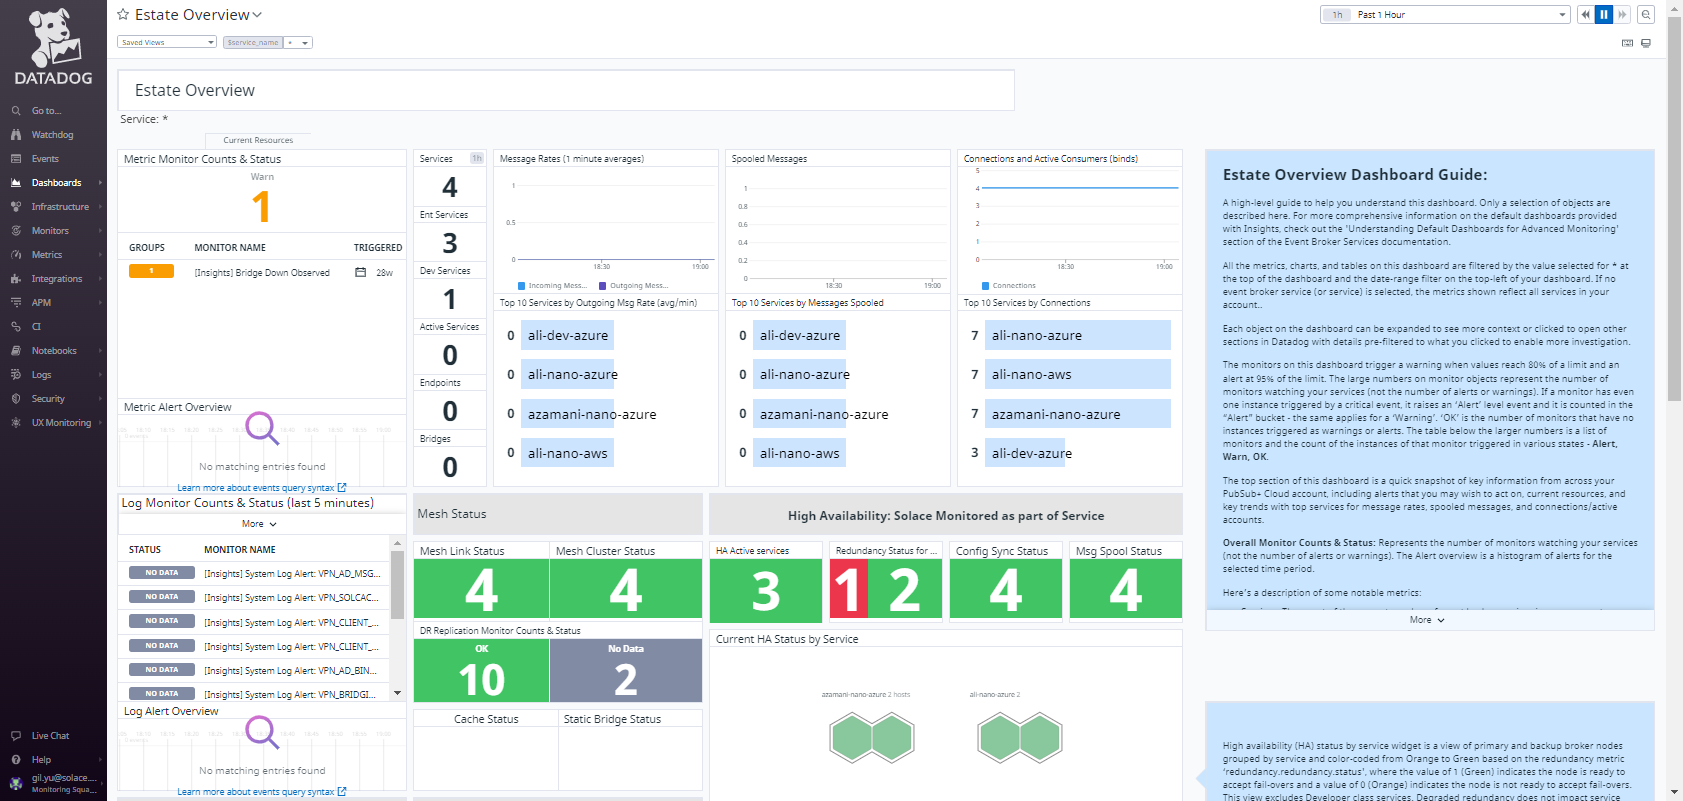 DATADOG
Go to...
Watchdog
Events
Dashboards
Infrastructure
Monitors
Metrics
Integrations
APM
CI
Notebooks
Logs
Security
UX Monitoring
Live Chat
Help
gil.yu@solace....
Monitoring Squa...
Estate Overview
1h Past 1 Hour
Saved Views
$service_name *
Estate Overview
Service: *
Current Resources
Metric Monitor Counts & Status
Warn
1
GROUPS MONITOR NAME TRIGGERED
1 [Insights] Bridge Down Observed 28w
Metric Alert Overview
No matching entries found
Learn more about events query syntax
Log Monitor Counts & Status (last 5 minutes)
More
STATUS MONITOR NAME
NO DATA [Insights] System Log Alert: VPN_AD_MSG...
NO DATA [Insights] System Log Alert: VPN_SOLCAC...
NO DATA [Insights] System Log Alert: VPN_CLIENT_...
NO DATA [Insights] System Log Alert: VPN_CLIENT_...
NO DATA [Insights] System Log Alert: VPN_AD_BIN...
NO DATA [Insights] System Log Alert: VPN_BRIDGI...
Log Alert Overview
No matching entries found
Learn more about events query syntax
Services 1h
4
Ent Services
3
Dev Services
1
Active Services
0
Endpoints
0
Bridges
0
Message Rates (1 minute averages)
1
0.5
0
18:30 19:00
Incoming Mess... Outgoing Mess...
Top 10 Services by Outgoing Msg Rate (avg/min)
0 ali-dev-azure
0 ali-nano-azure
0 azamani-nano-azure
0 ali-nano-aws
Spooled Messages
1
0.8
0.6
0.4
0.2
0
18:30 19:00
Top 10 Services by Messages Spooled
0 ali-dev-azure
0 ali-nano-azure
0 azamani-nano-azure
0 ali-nano-aws
Connections and Active Consumers (binds)
5
4
3
2
1
0
18:30 19:00
Connections
Top 10 Services by Connections
7 ali-nano-azure
7 ali-nano-aws
7 azamani-nano-azure
3 ali-dev-azure
Mesh Status
Mesh Link Status Mesh Cluster Status
4 4
DR Replication Monitor Counts & Status
OK No Data
10 2
Cache Status Static Bridge Status
High Availability: Solace Monitored as part of Service
HA Active services Redundancy Status for ... Config Sync Status Msg Spool Status
3 1 2 4 4
Current HA Status by Service
azamani-nano-azure 2 hosts ali-nano-azure 2
Estate Overview Dashboard Guide:
A high-level guide to help you understand this dashboard. Only a selection of objects are
described here. For more comprehensive information on the default dashboards provided
with Insights, check out the 'Understanding Default Dashboards for Advanced Monitoring'
section of the Event Broker Services documentation.
All the metrics, charts, and tables on this dashboard are filtered by the value selected for * at
the top of the dashboard and the date-range filter on the top-left of your dashboard. If no
event broker service (or service) is selected, the metrics shown reflect all services in your
account..
Each object on the dashboard can be expanded to see more context or clicked to open other
sections in Datadog with details pre-filtered to what you clicked to enable more investigation.
The monitors on this dashboard trigger a warning when values reach 80% of a limit and an
alert at 95% of the limit. The large numbers on monitor objects represent the number of
monitors watching your services (not the number of alerts or warnings). If a monitor has even
one instance triggered by a critical event, it raises an 'Alert' level event and it is counted in the
"Alert" bucket - the same applies for a 'Warning'. 'OK' is the number of monitors that have no
instances triggered as warnings or alerts. The table below the larger numbers is a list of
monitors and the count of the instances of that monitor triggered in various states - Alert,
Warn, OK.
The top section of this dashboard is a quick snapshot of key information from across your
PubSub+ Cloud account, including alerts that you may wish to act on, current resources, and
key trends with top services for message rates, spooled messages, and connections/active
accounts.
Overall Monitor Counts & Status: Represents the number of monitors watching your services
(not the number of alerts or warnings). The Alert overview is a histogram of alerts for the
selected time period.
Here's a description of some notable metrics:
More
High availability (HA) status by service widget is a view of primary and backup broker nodes
grouped by service and color-coded from Orange to Green based on the redundancy metric
'redundancy.redundancy.status', where the value of 1 (Green) indicates the node is ready to
accept fail-overs and a value of 0 (Orange) indicates the node is not ready to accept fail-overs.
This view excludes Developer class services. Degraded redundancy does not impact service